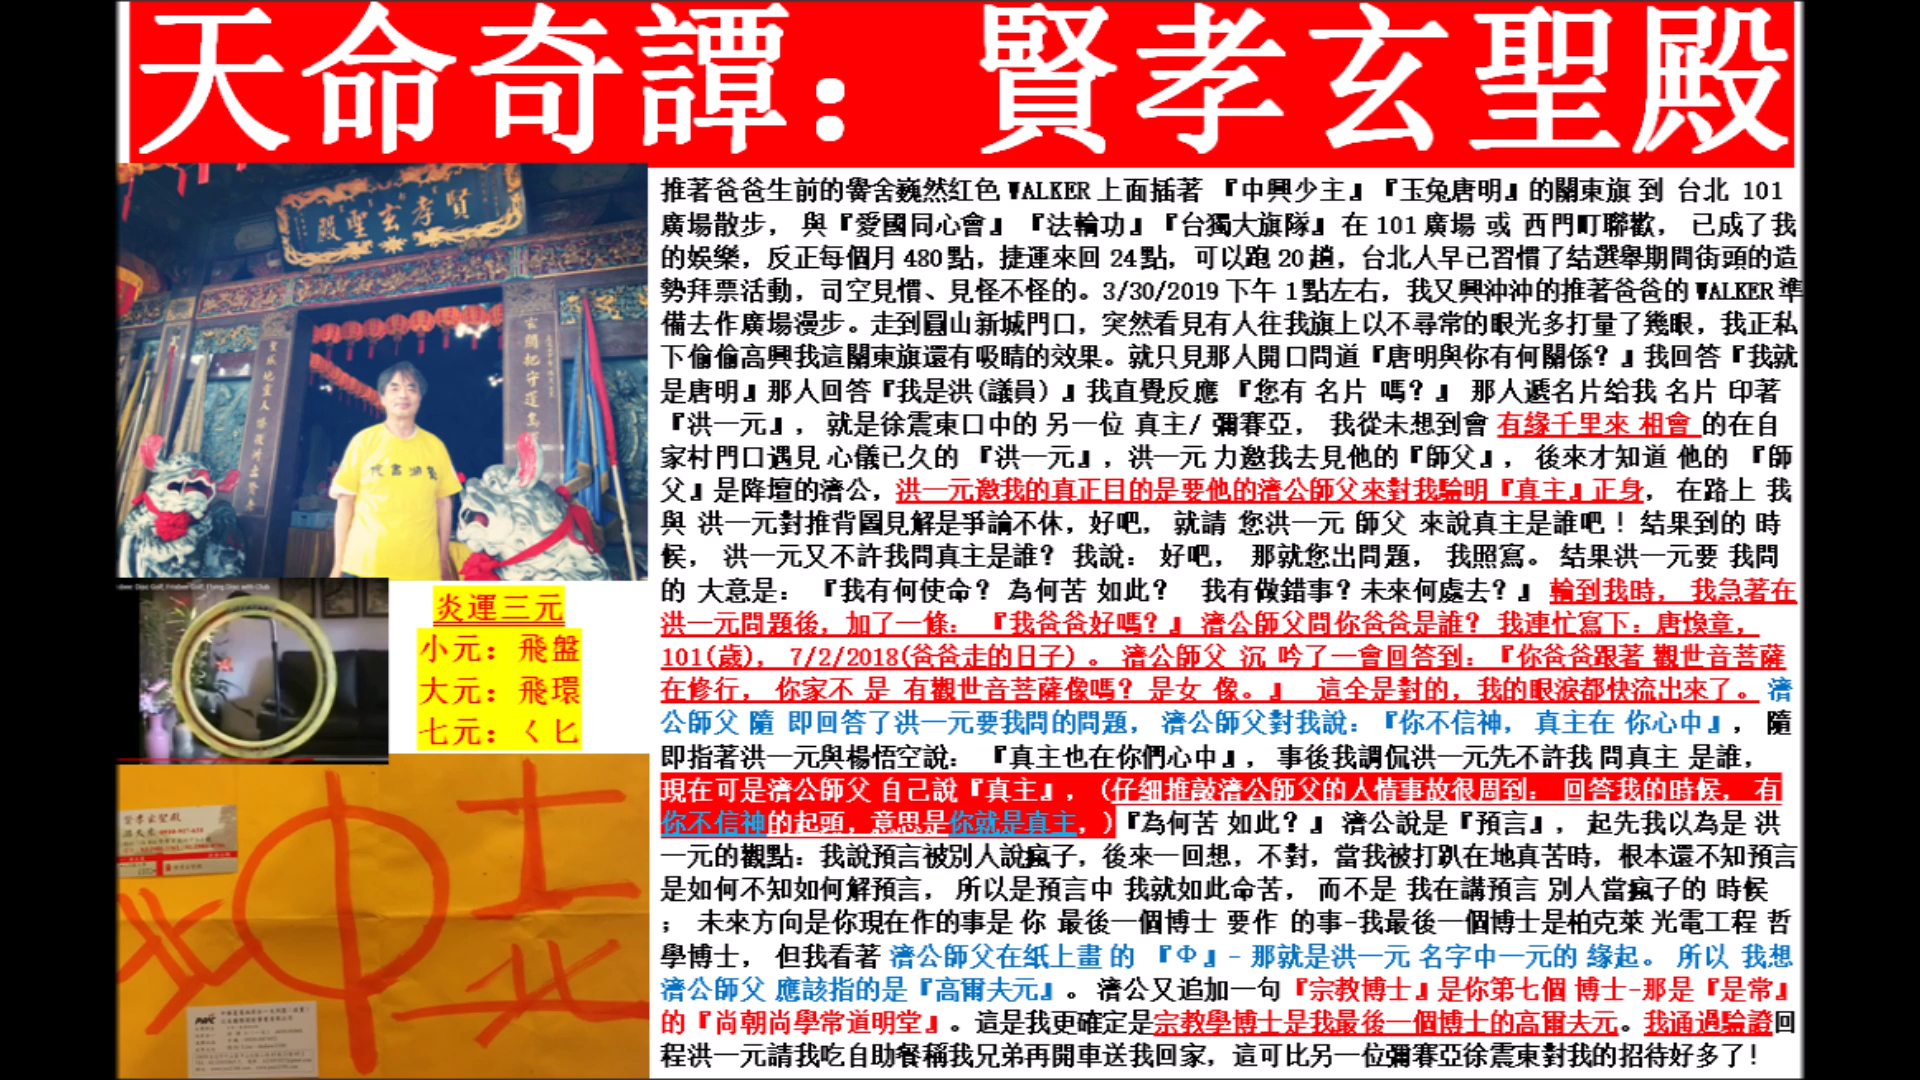 天命奇譚：賢孝玄聖殿
賢孝玄聖殿
推著爸爸生前的黌舍巍然紅色 WALKER 上面插著 『中興少主』『玉兔唐明』的關東旗 到 台北 101
廣場散步， 與『愛國同心會』『法輪功』『台獨大旗隊』 在 101 廣場 或 西門町聯歡， 已成了我
的娛樂，反正每個月 480 點，捷運來回 24 點，可以跑 20 趟，台北人早已習慣了結選舉期間街頭的造
勢拜票活動，司空見慣、見怪不怪的。3/30/2019 下午 1 點左右，我又興沖沖的推著爸爸的 WALKER 準
備去作廣場漫步。走到圓山新城門口，突然看見有人往我旗上以不尋常的眼光多打量了幾眼，我正私
下偷偷高興我這關東旗還有吸睛的效果。就只見那人開口問道『唐明與你有何關係？』我回答『我就
是唐明』那人回答『我是洪(議員）』我直覺反應 『您有 名片 嗎？』 那人遞名片給我 名片 印著
『洪一元』， 就是徐震東口中的 另一位 真主/ 彌賽亞， 我從未想到會 有緣千里來 相會 的在自
家村門口遇見 心儀已久的 『洪一元』，洪一元 力邀我去見他的『師父』， 後來才知道 他的 『師
父』是降壇的濟公，洪一元邀我的真正目的是要他的濟公師父來對我驗明『真主』正身， 在路上 我
與 洪一元對推背圖見解是爭論不休，好吧， 就請 您洪一元 師父 來說真主是誰吧！ 結果到的 時
候， 洪一元又不許我問真主是誰？ 我說： 好吧， 那就您出問題， 我照寫。 結果洪一元要 我問
的 大意是： 『我有何使命？ 為何苦 如此？ 我有做錯事？未來何處去？』 輪到我時， 我急著在
洪一元問題後，加了一條： 『我爸爸好嗎？』 濟公師父問你爸爸是誰？ 我連忙寫下：唐煥章，
101(歲)， 7/2/2018(爸爸走的日子) 。 濟公師父 沉 吟了一會回答到：『你爸爸跟著 觀世音菩薩
在修行， 你家不 是 有觀世音菩薩像嗎？ 是女 像。』 這全是對的，我的眼淚都快流出來了。 濟
公師父 隨 即回答了洪一元要我問的問題， 濟公師父對我說：『你不信神， 真主在 你心中』， 隨
即指著洪一元與楊悟空說： 『真主也在你們心中』， 事後我調侃洪一元先不許我 問真主 是誰，
現在可是濟公師父 自己說『真主』， (仔細推敲濟公師父的人情事故很周到： 回答我的時候， 有
你不信神的起頭，意思是你就是真主，)『為何苦 如此？』 濟公說是『預言』， 起先我以為是 洪
一元的觀點：我說預言被別人說瘋子，後來一回想，不對，當我被打趴在地真苦時，根本還不知預言
是如何不知如何解預言， 所以是預言中 我就如此命苦， 而不是 我在講預言 別人當瘋子的 時候
； 未來方向是你現在作的事是 你 最後一個博士 要作 的事-我最後一個博士是柏克萊 光電工程 哲
學博士， 但我看著 濟公師父在紙上畫 的 『Φ』- 那就是洪一元 名字中一元的 緣起。 所以 我想
濟公師父 應該指的是『高爾夫元』。 濟公又追加一句『宗教博士』是你第七個 博士-那是『是常』
的『尚朝尚學常道明堂』。這是我更確定是宗教學博士是我最後一個博士的高爾夫元。我通過驗證回
程洪一元請我吃自助餐稱我兄弟再開車送我回家，這可比另一位彌賽亞徐震東對我的招待好多了！
炎運三元
小元：飛盤
大元：飛環
七元：ㄑ匕
賢孝玄聖殿